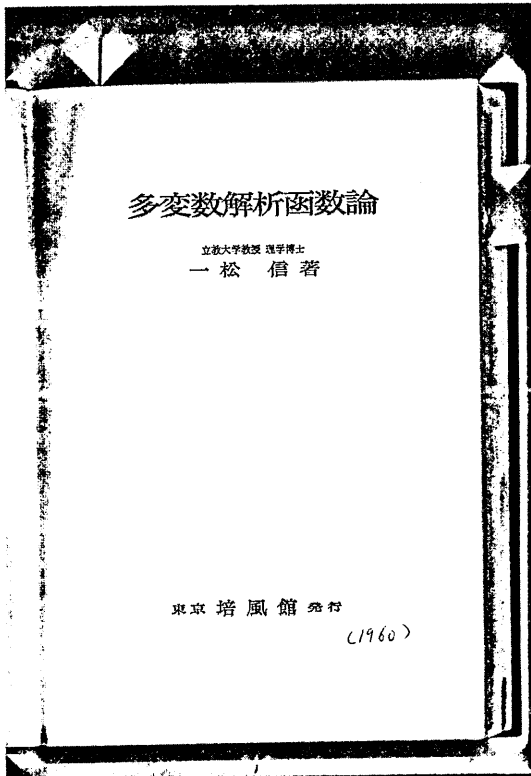 多変数解析函数論
立教大学教授 理学博士
一松 信 著
東京 培風館 発行
(1960)